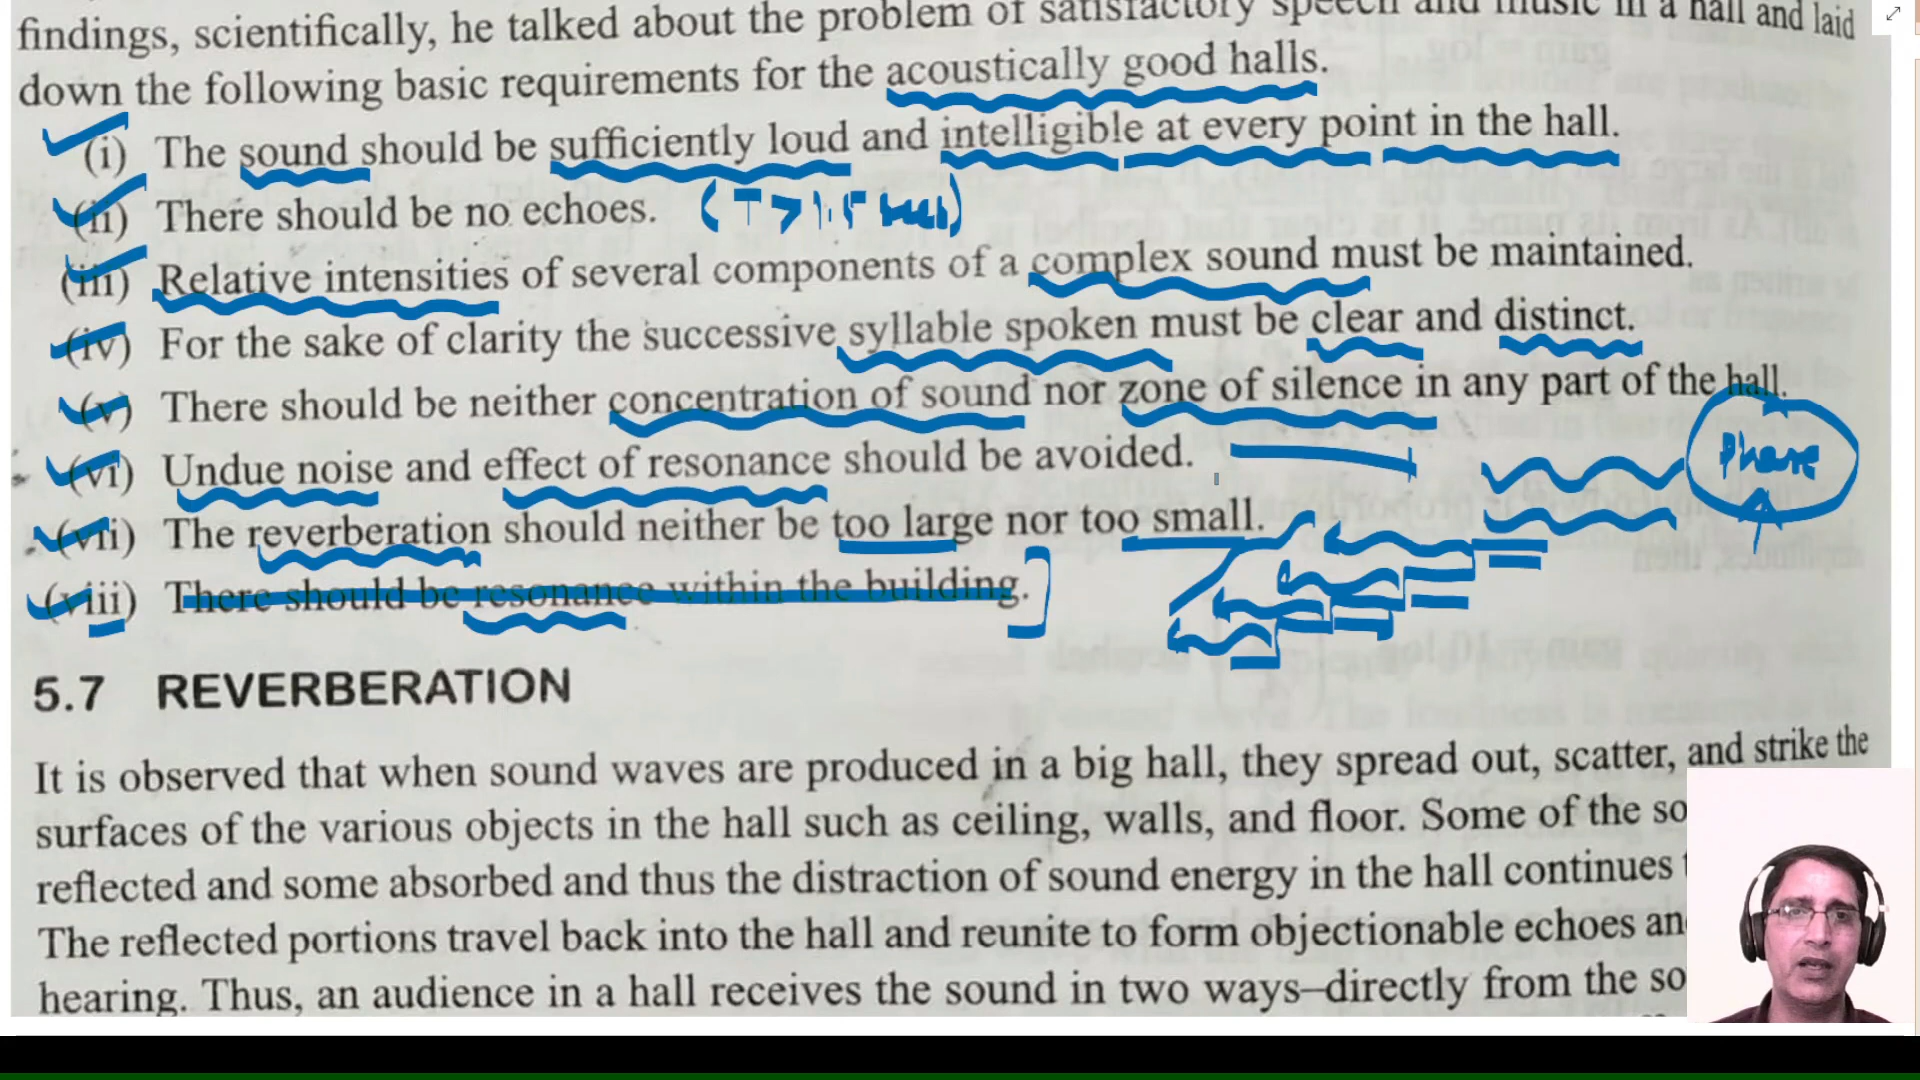 findings, scientifically, he talked about the problem of satisfactory speech and music in a hall and laid
down the following basic requirements for the acoustically good halls.
(i) The sound should be sufficiently loud and intelligible at every point in the hall.
(ii) There should be no echoes. (T > 1.5
(iii) Relative intensities of several components of a complex sound must be maintained.
(iv) For the sake of clarity the successive syllable spoken must be clear and distinct.
(v) There should be neither concentration of sound nor zone of silence in any part of the hall.
(vi) Undue noise and effect of resonance should be avoided.
Phase
(vii) The reverberation should neither be too large nor too small.
(viii) There should be resonance within the building.
5.7 REVERBERATION
It is observed that when sound waves are produced in a big hall, they spread out, scatter, and strike the
surfaces of the various objects in the hall such as ceiling, walls, and floor. Some of the so
reflected and some absorbed and thus the distraction of sound energy in the hall continues
The reflected portions travel back into the hall and reunite to form objectionable echoes an
hearing. Thus, an audience in a hall receives the sound in two ways–directly from the so